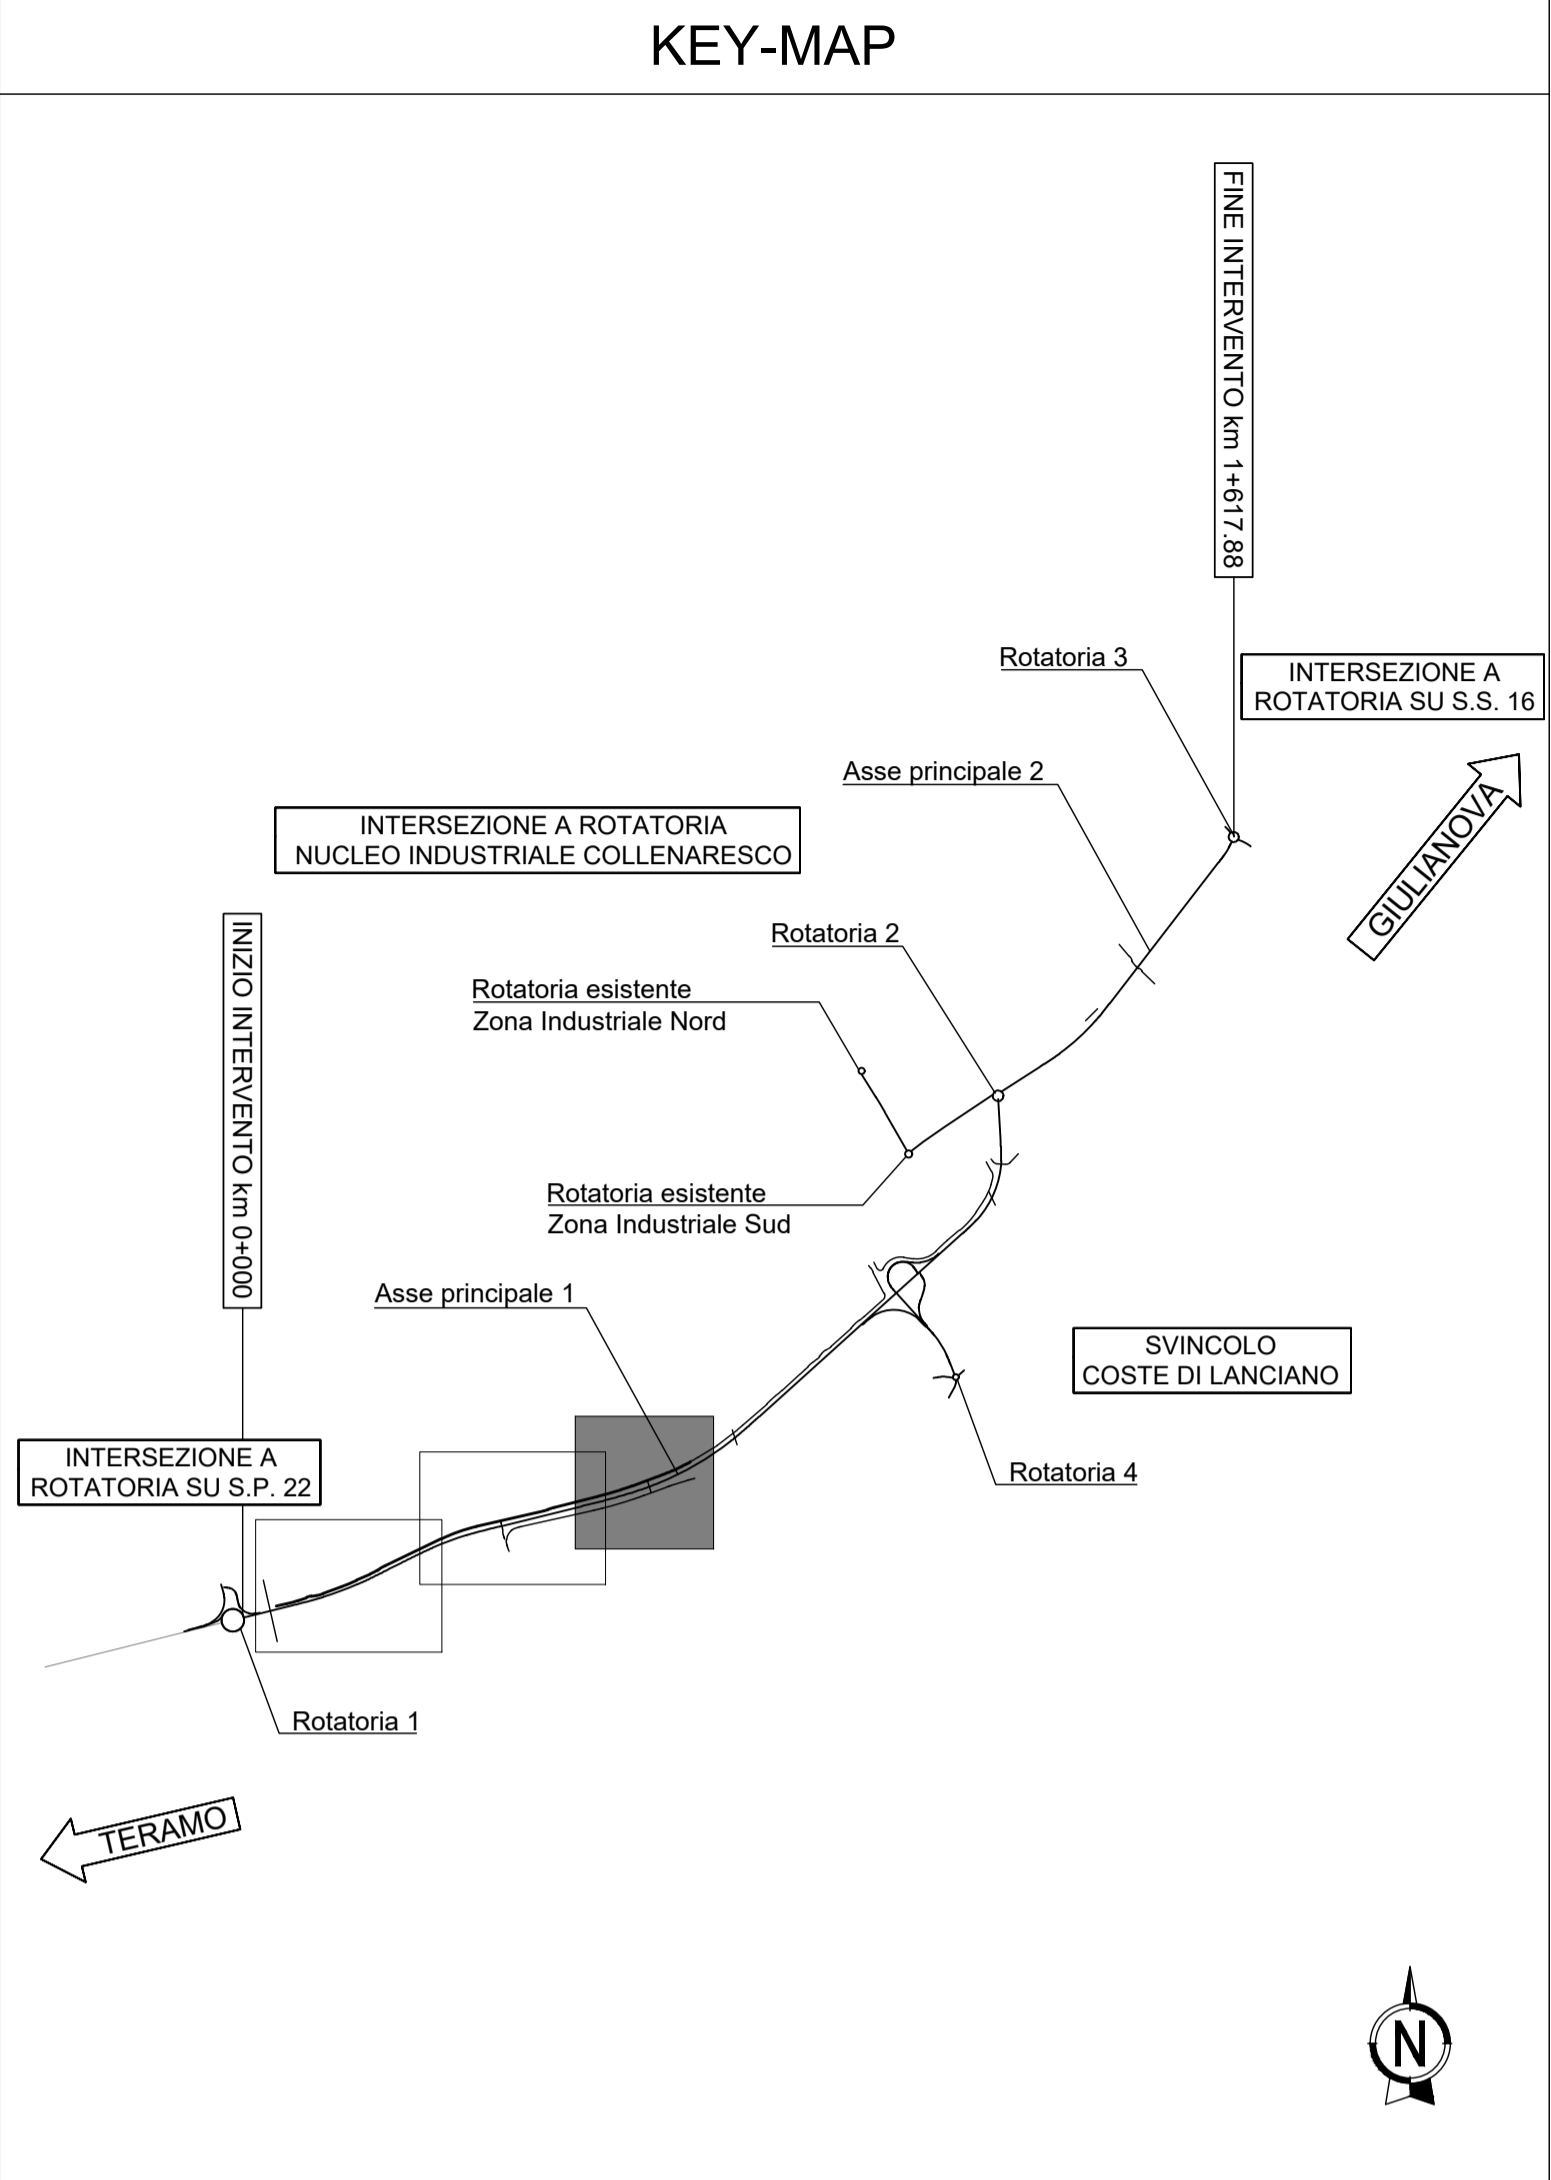 KEY-MAP
FINE INTERVENTO km 1+617.88
Rotatoria 3
INTERSEZIONE A
ROTATORIA SU S.S. 16
Asse principale 2
GIULIANOVA
INTERSEZIONE A ROTATORIA
NUCLEO INDUSTRIALE COLLENARESCO
INIZIO INTERVENTO km 0+000
Rotatoria 2
Rotatoria esistente
Zona Industriale Nord
Rotatoria esistente
Zona Industriale Sud
Asse principale 1
SVINCOLO
COSTE DI LANCIANO
INTERSEZIONE A
ROTATORIA SU S.P. 22
Rotatoria 4
Rotatoria 1
TERAMO
N